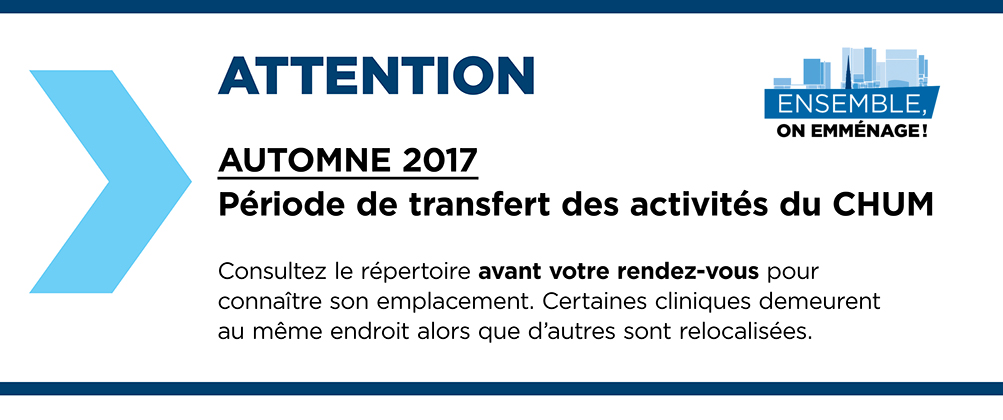 ATTENTION
ENSEMBLE,
ON EMMÉNAGE!
AUTOMNE 2017
Période de transfert des activités du CHUM
Consultez le répertoire avant votre rendez-vous pour
connaître son emplacement. Certaines cliniques demeurent
au même endroit alors que d'autres sont relocalisées.